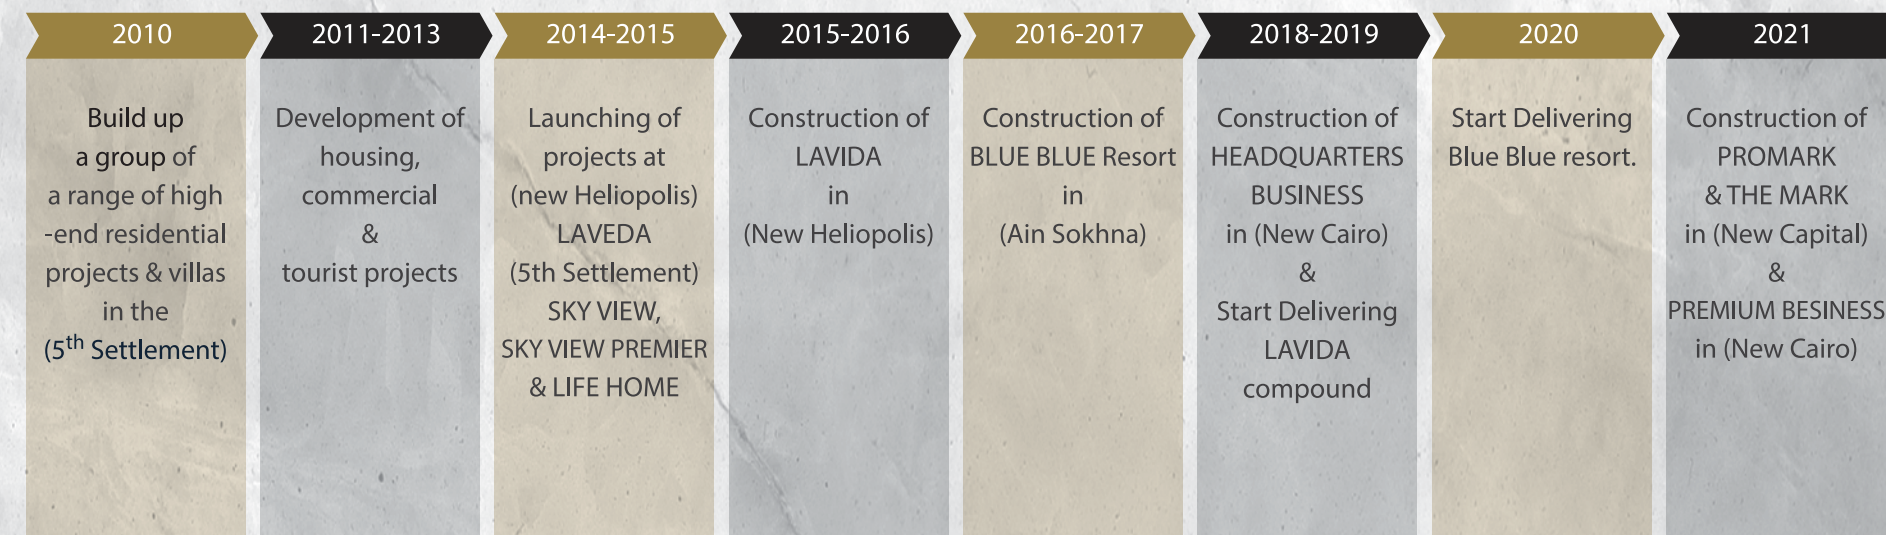 2010
Build up
a group of
a range of high
-end residential
projects & villas
in the
(5th Settlement)
2011-2013
Development of
housing,
commercial
&
tourist projects
2014-2015
Launching of
projects at
(new Heliopolis)
LAVEDA
(5th Settlement)
SKY VIEW,
SKY VIEW PREMIER
& LIFE HOME
2015-2016
Construction of
LAVIDA
in
(New Heliopolis)
2016-2017
Construction of
BLUE BLUE Resort
in
(Ain Sokhna)
2018-2019
Construction of
HEADQUARTERS
BUSINESS
in (New Cairo)
&
Start Delivering
LAVIDA
compound
2020
Start Delivering
Blue Blue resort.
2021
Construction of
PROMARK
& THE MARK
in (New Capital)
&
PREMIUM BESINESS
in (New Cairo)